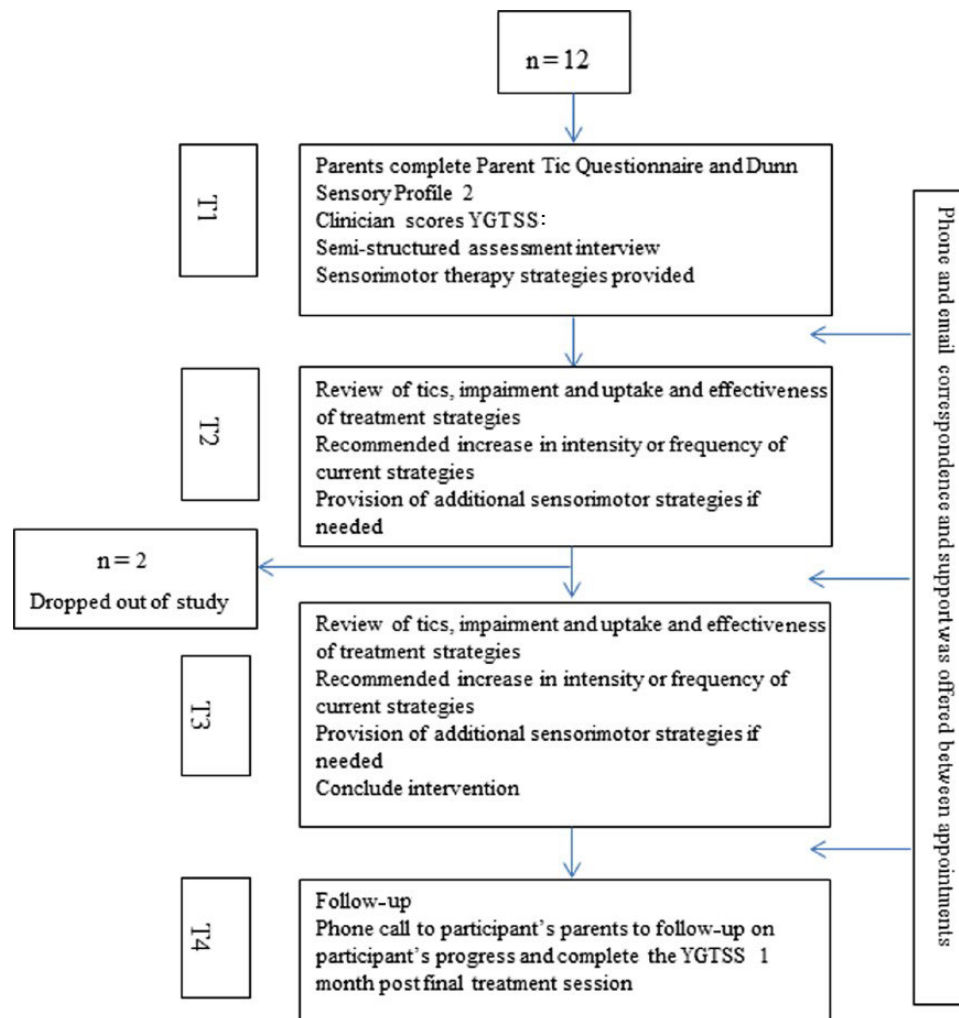 n = 12
T1
Parents complete Parent Tic Questionnaire and Dunn
Sensory Profile 2
Clinician scores YGTSS:
Semi-structured assessment interview
Sensorimotor therapy strategies provided
T2
Review of tics, impairment and uptake and effectiveness
of treatment strategies
Recommended increase in intensity or frequency of
current strategies
Provision of additional sensorimotor strategies if
needed
n = 2
Dropped out of study
T3
Review of tics, impairment and uptake and effectiveness
of treatment strategies
Recommended increase in intensity or frequency of
current strategies
Provision of additional sensorimotor strategies if
needed
Conclude intervention
T4
Follow-up
Phone call to participant's parents to follow-up on
participant's progress and complete the YGTSS 1
month post final treatment session
Phone and email correspondence and support was offered between appointments